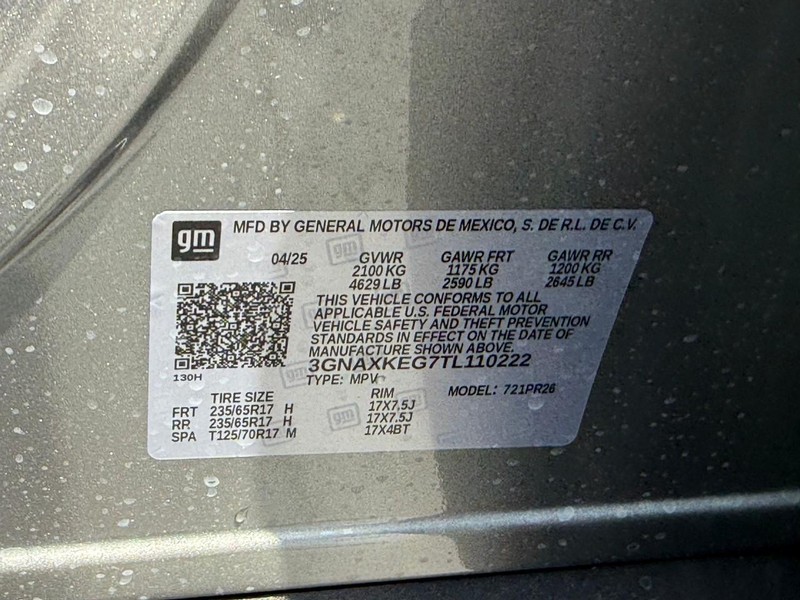 gm MFD BY GENERAL MOTORS DE MEXICO, S. DE R.L. DE C.V.
04/25 GVWR GAWR FRT GAWR RR
2100 KG 1175 KG 1200 KG
4629 LB 2590 LB 2645 LB
THIS VEHICLE CONFORMS TO ALL
APPLICABLE U.S. FEDERAL MOTOR
VEHICLE SAFETY AND THEFT PREVENTION
STANDARDS IN EFFECT ON THE DATE OF
MANUFACTURE SHOWN ABOVE.
3GNAXKEG7TL110222
130H TYPE: MPV MODEL: 721PR26
TIRE SIZE RIM
FRT 235/65R17 H 17X7.5J
RR 235/65R17 H 17X7.5J
SPA T125/70R17 M 17X4BT